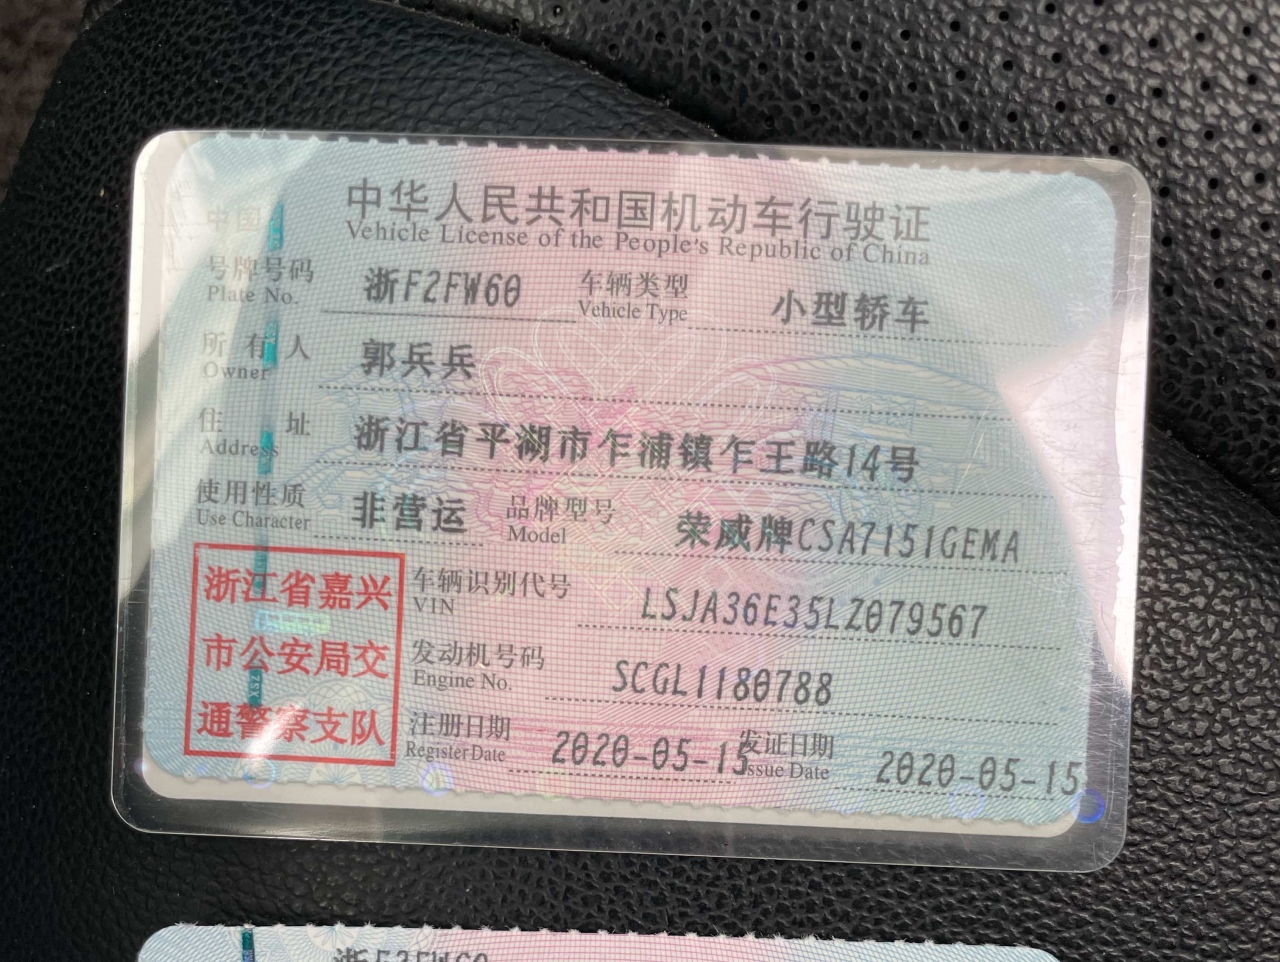 中华人民共和国机动车行驶证
Vehicle License of the People's Republic of China
号牌号码 浙F2FW60 车辆类型 小型轿车
Plate No. Vehicle Type
所有人 郭兵兵
Owner
住址 浙江省平湖市乍浦镇乍王路14号
Address
使用性质 非营运 品牌型号 荣威牌CSA7151GEMA
Use Character Model
浙江省嘉兴
市公安局交
通警察支队
车辆识别代号 LSJA36E35LZ079567
VIN
发动机号码 SCGL1180788
Engine No.
注册日期 2020-05-15 发证日期 2020-05-15
Register Date Issue Date